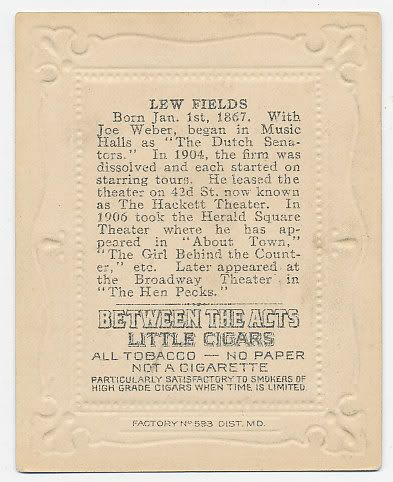 LEW FIELDS
Born Jan. 1st, 1867. With
Joe Weber, began in Music
Halls as "The Dutch Sena-
tors." In 1904, the firm was
dissolved and each started on
starring tours. He leased the
theater on 42d St. now known
as The Hackett Theater. In
1906 took the Herald Square
Theater where he has ap-
peared in "About Town,"
"The Girl Behind the Count-
er," etc. Later appeared at
the Broadway Theater in
"The Hen Pecks."
BETWEEN THE ACTS
LITTLE CIGARS
ALL TOBACCO — NO PAPER
NOT A CIGARETTE
PARTICULARLY SATISFACTORY TO SMOKERS OF
HIGH GRADE CIGARS WHEN TIME IS LIMITED.
FACTORY Nº 593 DIST. MD.